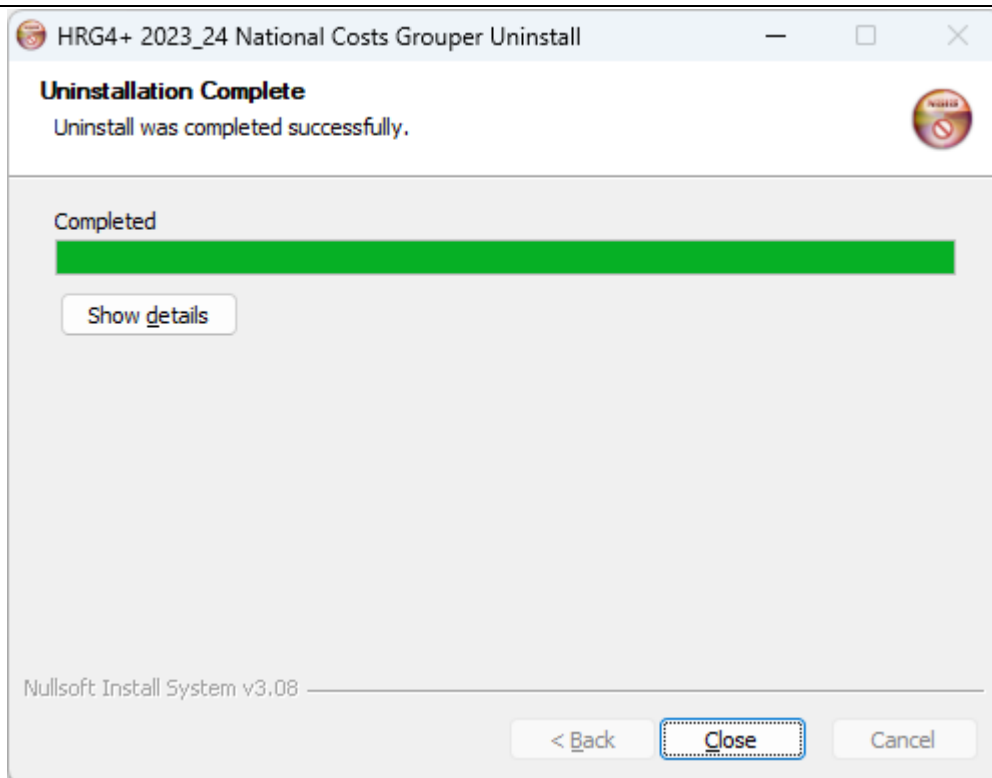 HRG4+ 2023_24 National Costs Grouper Uninstall
Uninstallation Complete
Uninstall was completed successfully.
Completed
Show details
Nullsoft Install System v3.08
< Back
Close
Cancel